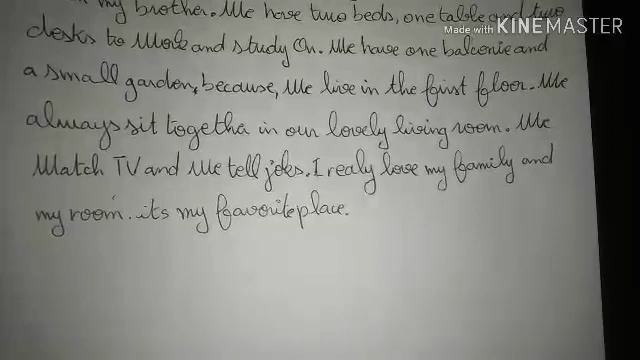 my brother. We have two beds, one table and two
Made with KINEMASTER
desks to Work and study On. We have one balconie and
a small garden, because, We live in the first floor. We
always sit togetha in our lovely living room. We
Watch TV and We tell jokes. I realy love my family and
my room. its my favorite place.